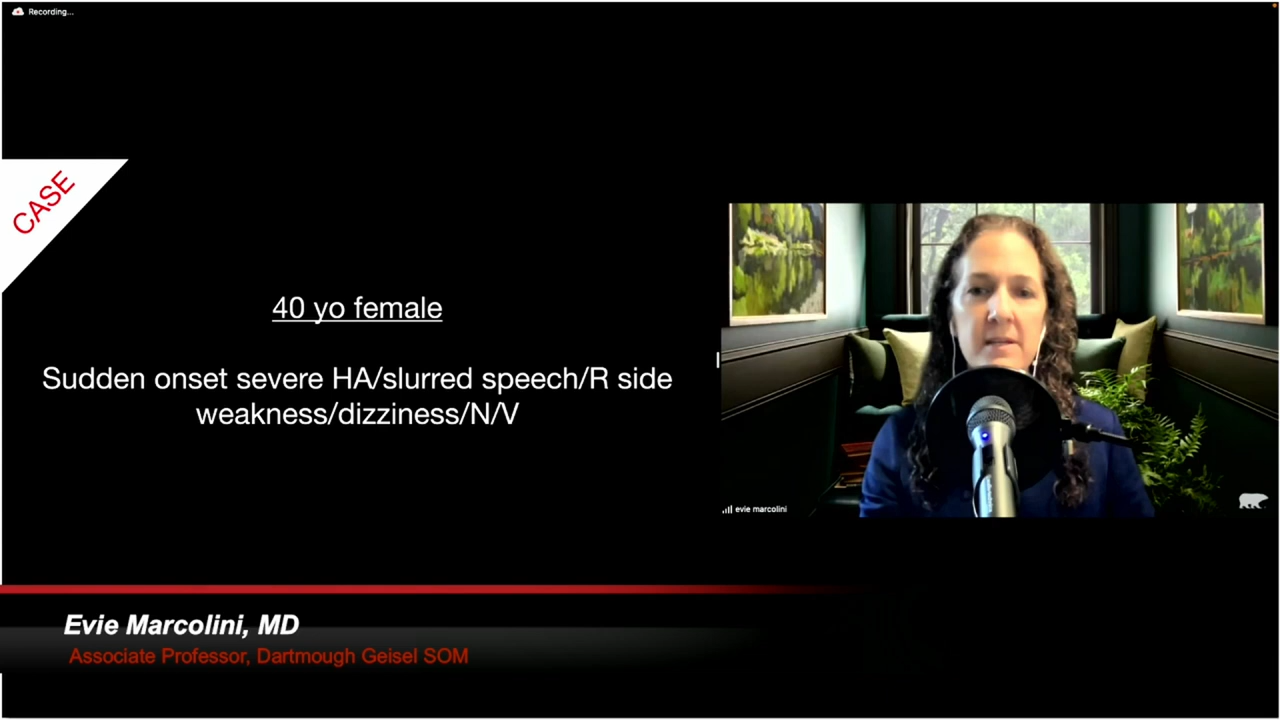 Recording...
CASE
40 yo female
Sudden onset severe HA/slurred speech/R side
weakness/dizziness/N/V
evie marcolini
Evie Marcolini, MD
Associate Professor, Dartmough Geisel SOM